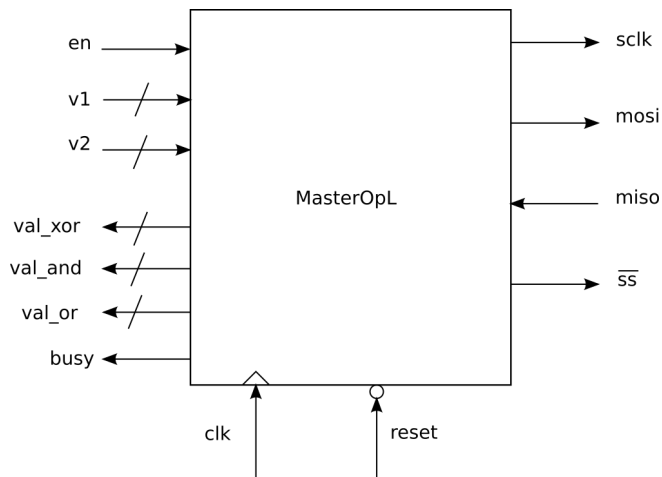 en
v1
v2
val_xor
val_and
val_or
busy
MasterOpL
sclk
mosi
miso
ss
clk
reset